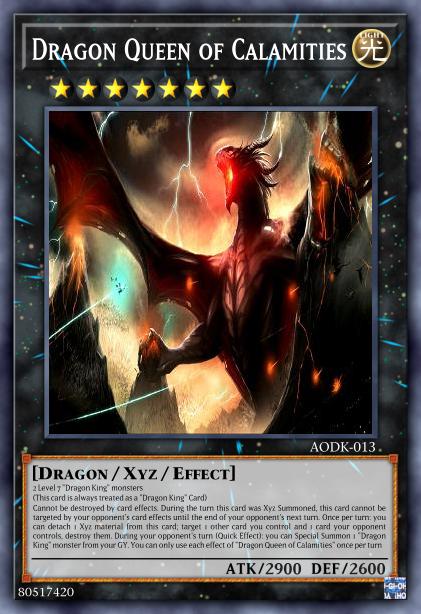 DRAGON QUEEN OF CALAMITIES
LIGHT
光
AODK-013
[DRAGON / XYZ / EFFECT]
2 Level 7 "Dragon King" monsters
(This card is always treated as a "Dragon King" Card)
Cannot be destroyed by card effects. During the turn this card was Xyz Summoned, this card cannot be
targeted by your opponent's card effects until the end of your opponent's next turn. Once per turn: you
can detach 1 Xyz material from this card; target 1 other card you control and 1 card your opponent
controls, destroy them. During your opponent's turn (Quick Effect): you can Special Summon 1 "Dragon
King" monster from your GY. You can only use each effect of "Dragon Queen of Calamities" once per turn
ATK/2900 DEF/2600
80517420